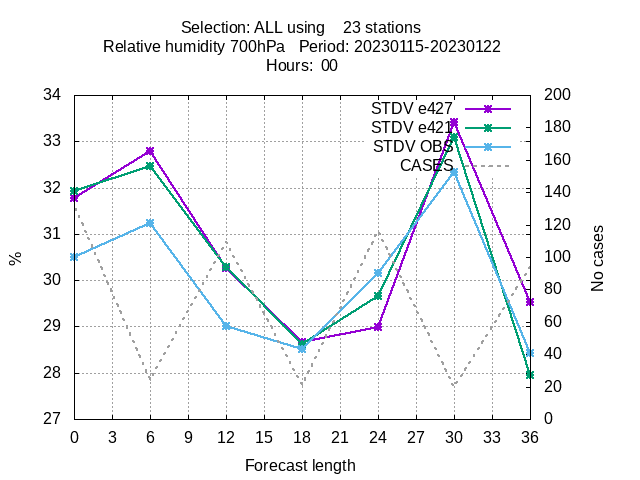 Selection: ALL using    23 stations
Relative humidity 700hPa   Period: 20230115-20230122
Hours:  00
34
33
32
31
30
29
28
27
%
STDV e427
STDV e421
STDV OBS
CASES
200
180
160
140
120
100
80
60
40
20
0
No cases
0 3 6 9 12 15 18 21 24 27 30 33 36
Forecast length